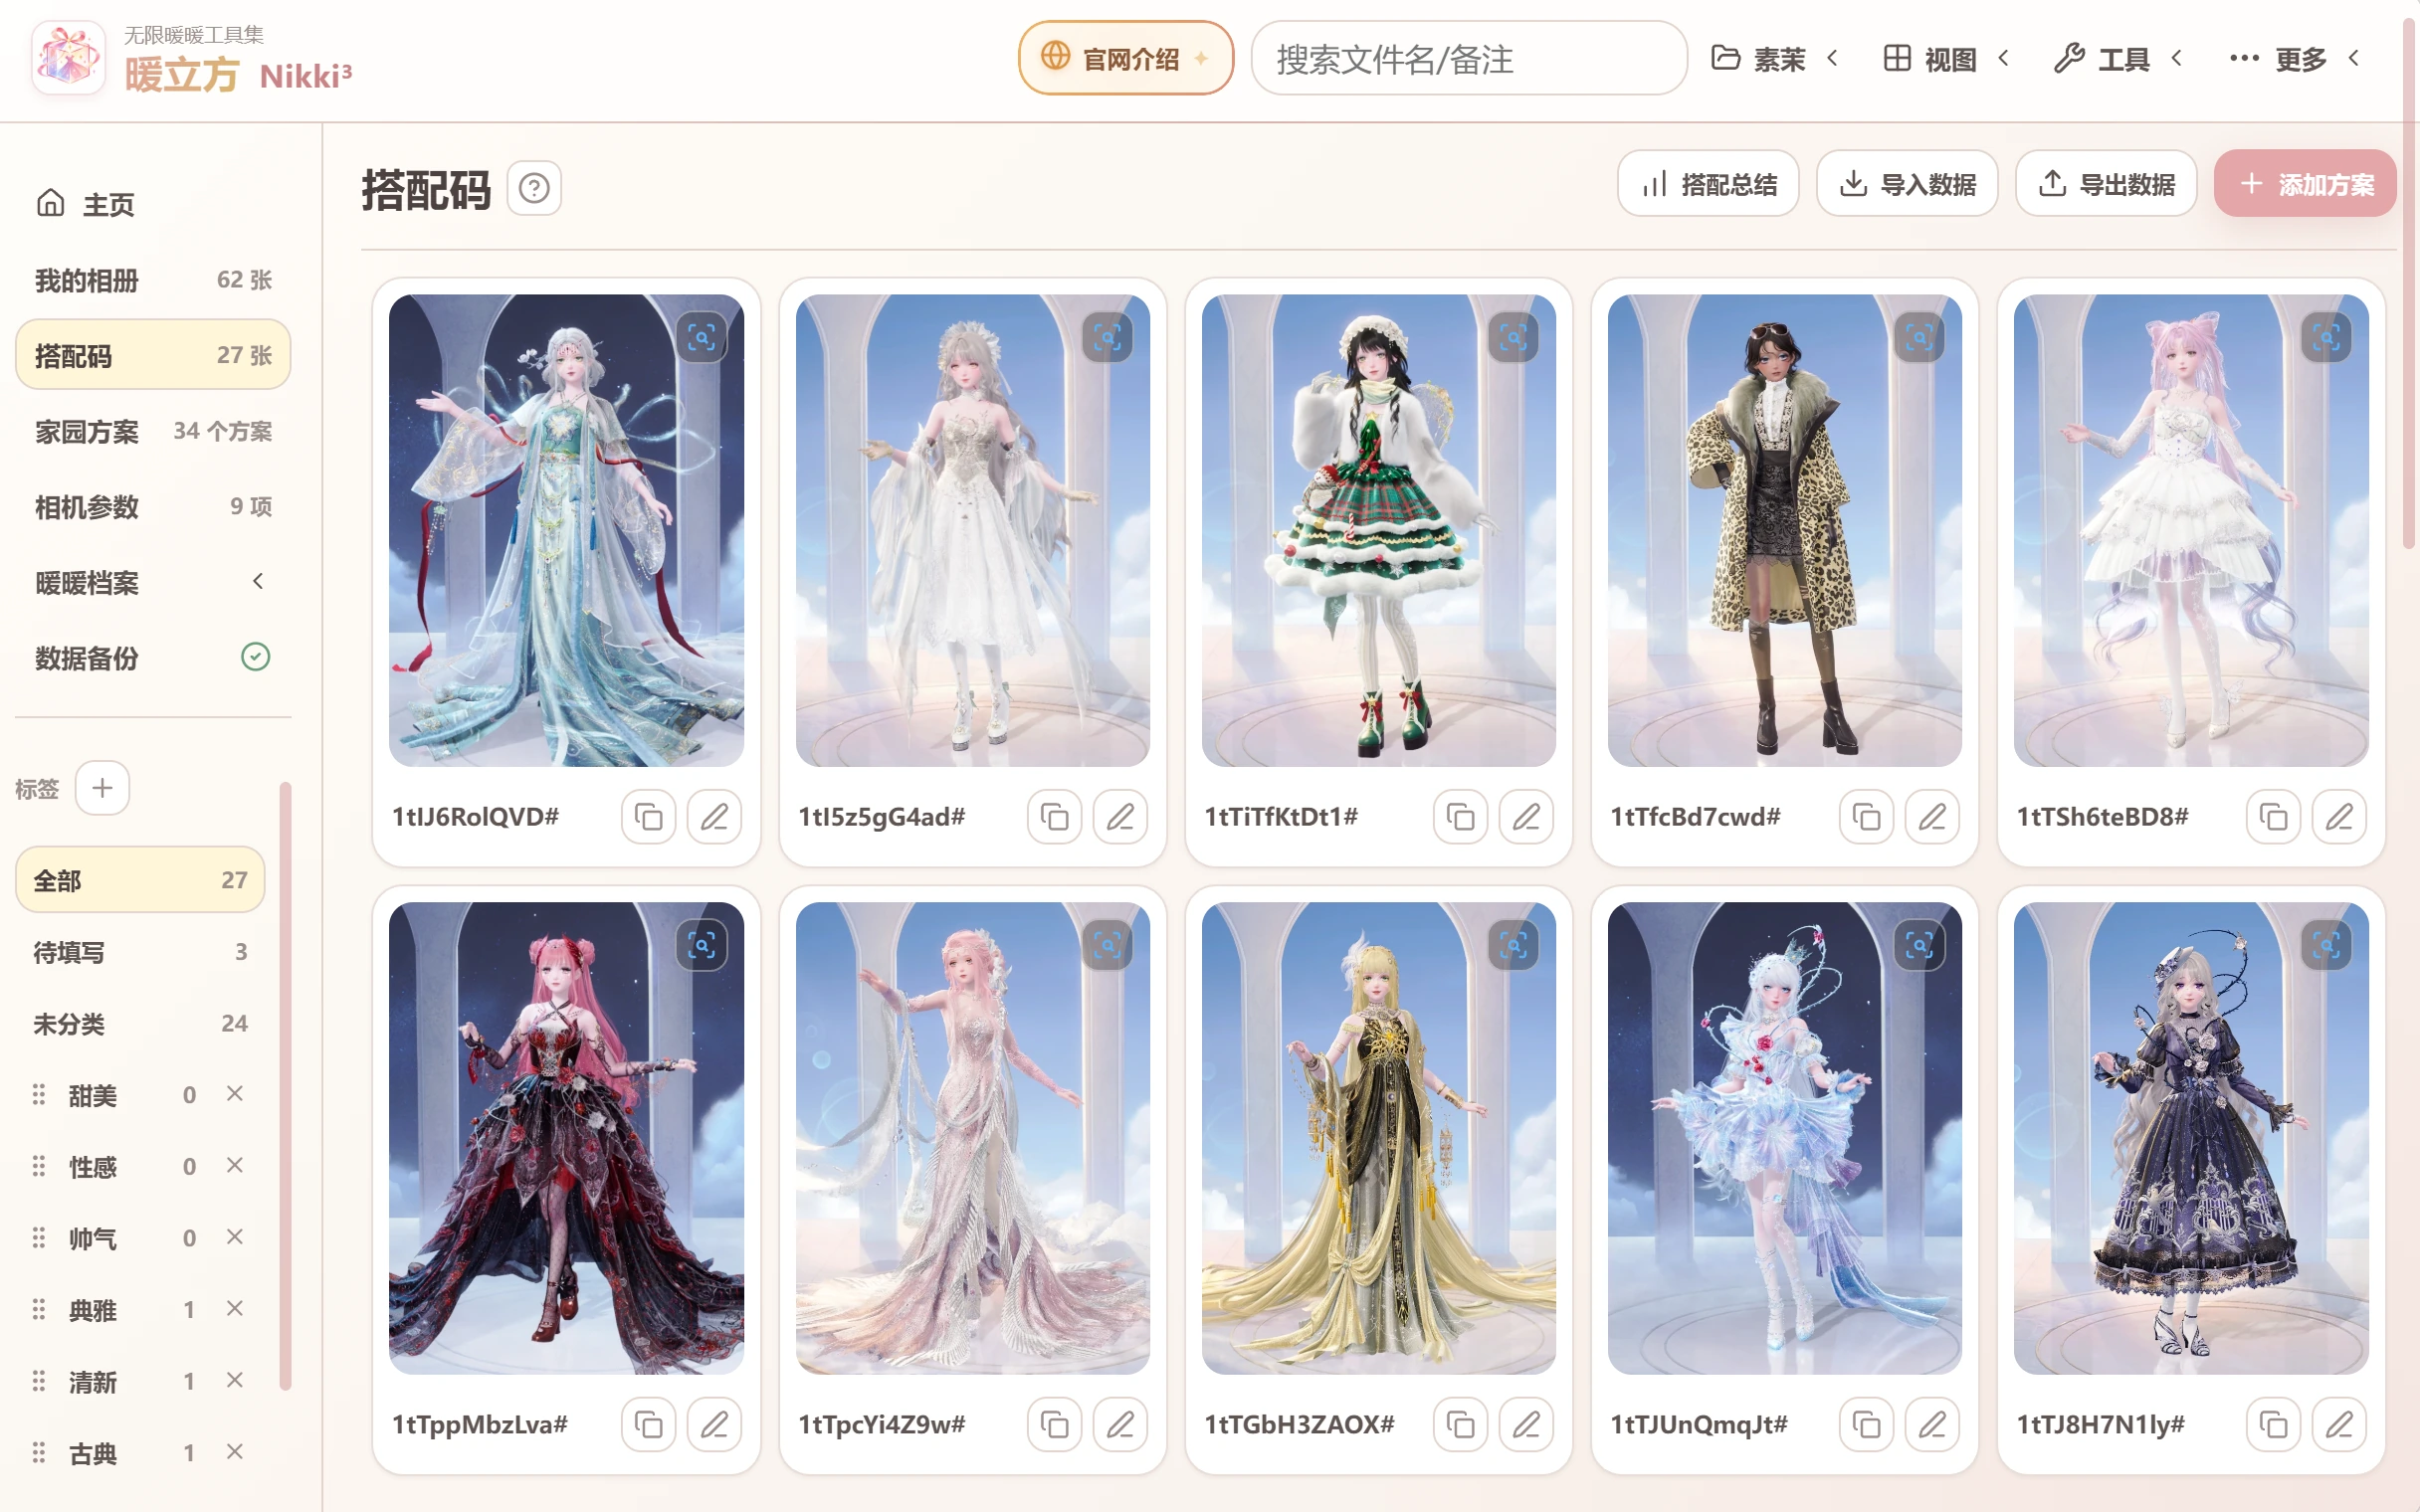 无限暖暖工具集
暖立方 Nikki³
官网介绍
搜索文件名/备注
素茉
视图
工具
更多
主页
我的相册 62 张
搭配码 27 张
家园方案 34 个方案
相机参数 9 项
暖暖档案
数据备份
标签
全部 27
待填写 3
未分类 24
甜美 0
性感 0
帅气 0
典雅 1
清新 1
古典 1
搭配码
搭配总结
导入数据
导出数据
添加方案
1tIJ6RolQVD#
1tI5z5gG4ad#
1tTiTfKtDt1#
1tTfcBd7cwd#
1tTSh6teBD8#
1tTppMbzLva#
1tTpcYi4Z9w#
1tTGbH3ZAOX#
1tTJUnQmqJt#
1tTJ8H7N1ly#